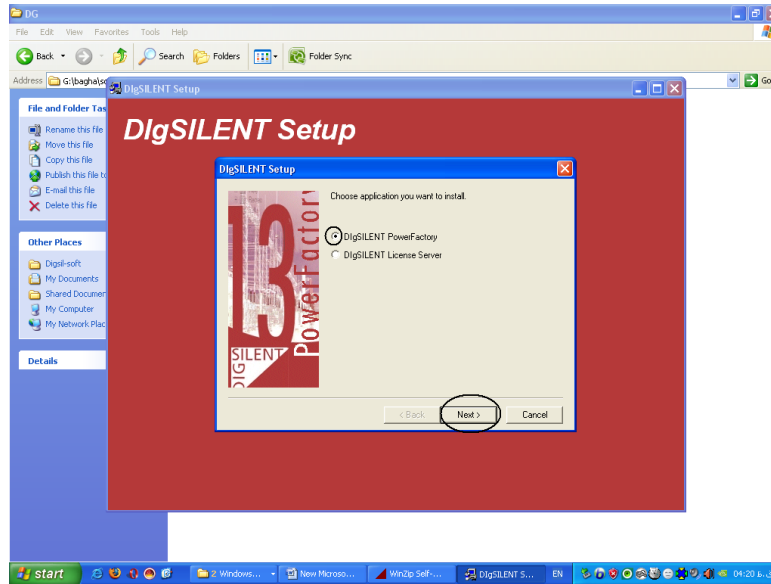 DG
File Edit View Favorites Tools Help
Back Search Folders Folder Sync
Address G:\bagha\so Go
DIgSILENT Setup
File and Folder Tas
Rename this file
Move this file
Copy this file
Publish this file to
E-mail this file
Delete this file
Other Places
Digsil-soft
My Documents
Shared Documen
My Computer
My Network Plac
Details
DIgSILENT Setup
DIgSILENT Setup
13
PowerFactory
DIG
SILENT
Choose application you want to install.
DIgSILENT PowerFactory
DIgSILENT License Server
< Back Next > Cancel
start 2 Windows... New Microso... WinZip Self-... DIgSILENT S... EN 04:20 ب.ظ